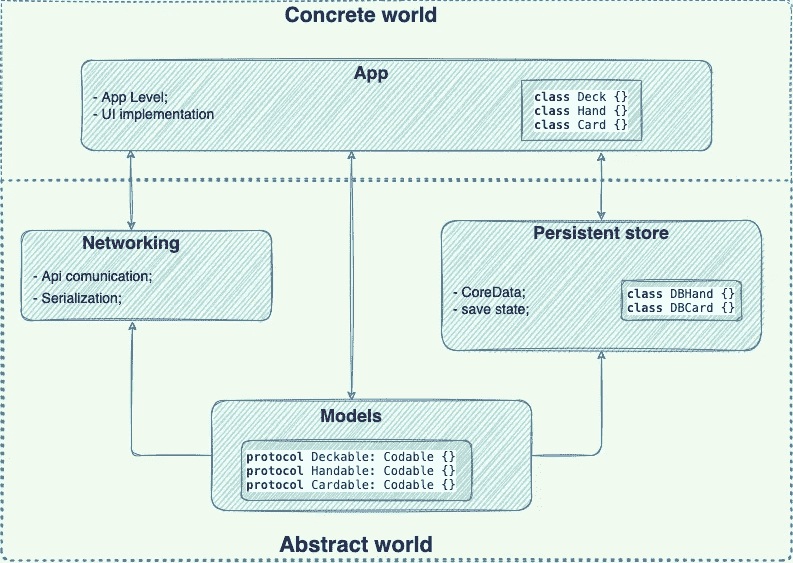 Concrete world
App
- App Level;
- UI implementation
class Deck {}
class Hand {}
class Card {}
Networking
- Api comunication;
- Serialization;
Persistent store
- CoreData;
- save state;
class DBHand {}
class DBCard {}
Models
protocol Deckable: Codable {}
protocol Handable: Codable {}
protocol Cardable: Codable {}
Abstract world